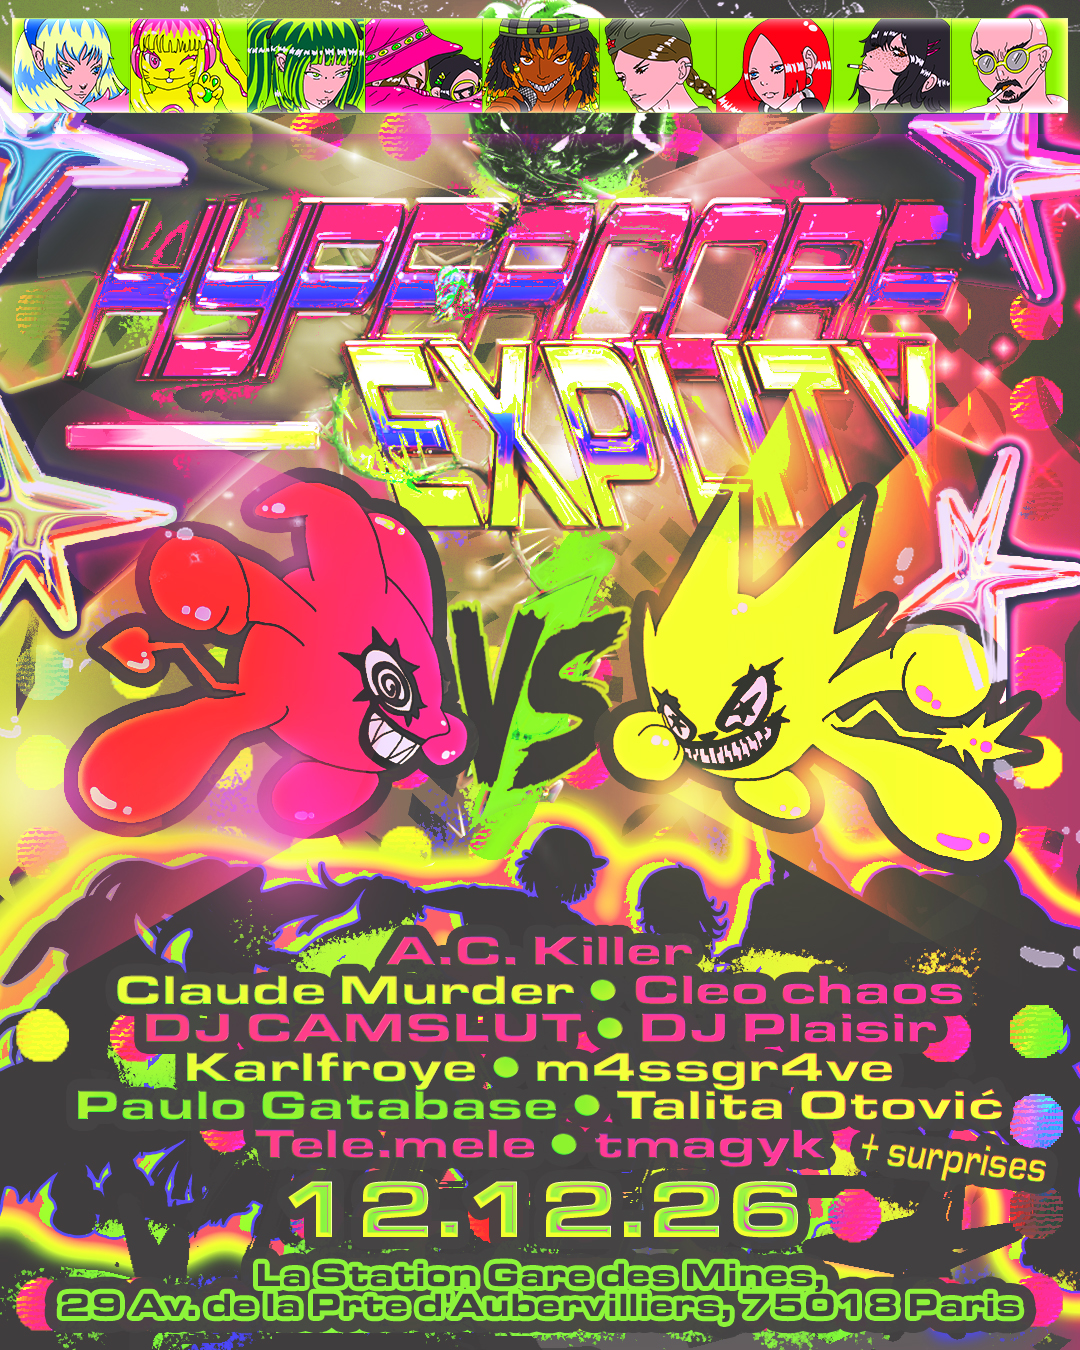 HYPERCORE
EXPLITY
VS
A.C. Killer
Claude Murder • Cleo chaos
DJ CAMSLUT • DJ Plaisir
Karlfroye • m4ssgr4ve
Paulo Gatabase • Talita Otović
Tele.mele • tmagyk + surprises
12.12.26
La Station Gare des Mines,
29 Av. de la Prte d'Aubervilliers, 75018 Paris